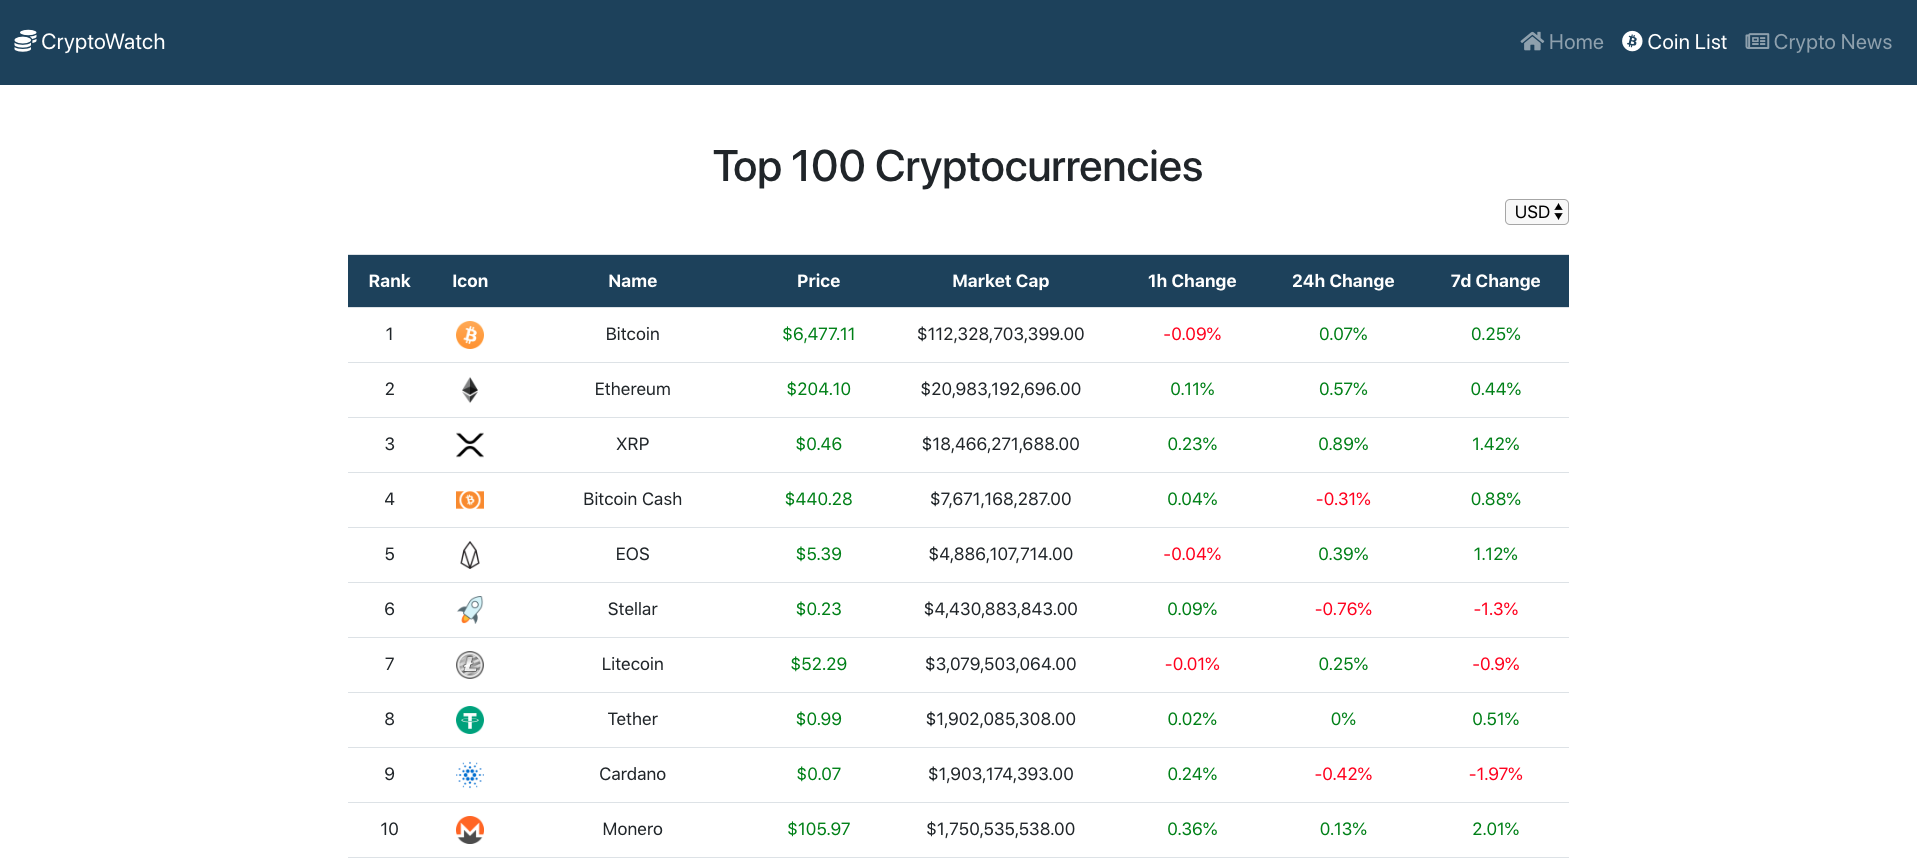 CryptoWatch
Home Coin List Crypto News
Top 100 Cryptocurrencies
USD
Rank Icon Name Price Market Cap 1h Change 24h Change 7d Change
1 Bitcoin $6,477.11 $112,328,703,399.00 -0.09% 0.07% 0.25%
2 Ethereum $204.10 $20,983,192,696.00 0.11% 0.57% 0.44%
3 XRP $0.46 $18,466,271,688.00 0.23% 0.89% 1.42%
4 Bitcoin Cash $440.28 $7,671,168,287.00 0.04% -0.31% 0.88%
5 EOS $5.39 $4,886,107,714.00 -0.04% 0.39% 1.12%
6 Stellar $0.23 $4,430,883,843.00 0.09% -0.76% -1.3%
7 Litecoin $52.29 $3,079,503,064.00 -0.01% 0.25% -0.9%
8 Tether $0.99 $1,902,085,308.00 0.02% 0% 0.51%
9 Cardano $0.07 $1,903,174,393.00 0.24% -0.42% -1.97%
10 Monero $105.97 $1,750,535,538.00 0.36% 0.13% 2.01%